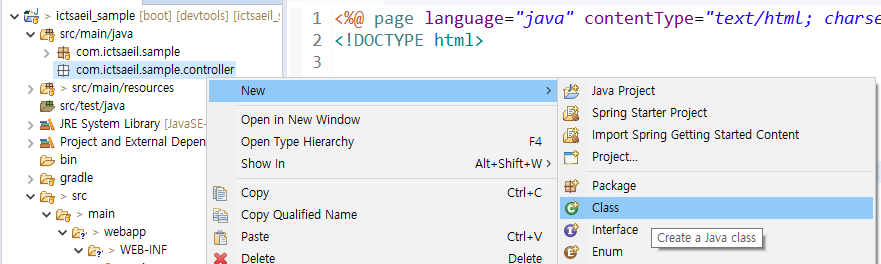 > ictsaeil_sample [boot] [devtools] [ictsaeil_s
src/main/java
com.ictsaeil.sample
com.ictsaeil.sample.controller
> src/main/resources
src/test/java
JRE System Library [JavaSE-
Project and External Depen
bin
gradle
> src
> main
> webapp
> WEB-INF
1 <%@ page language="java" contentType="text/html; charse
2 <!DOCTYPE html>
3
New >
Open in New Window
Open Type Hierarchy F4
Show In Alt+Shift+W >
Copy Ctrl+C
Copy Qualified Name
Paste Ctrl+V
Delete Delete
Java Project
Spring Starter Project
Import Spring Getting Started Content
Project...
Package
Class
Interface
Enum
Create a Java class